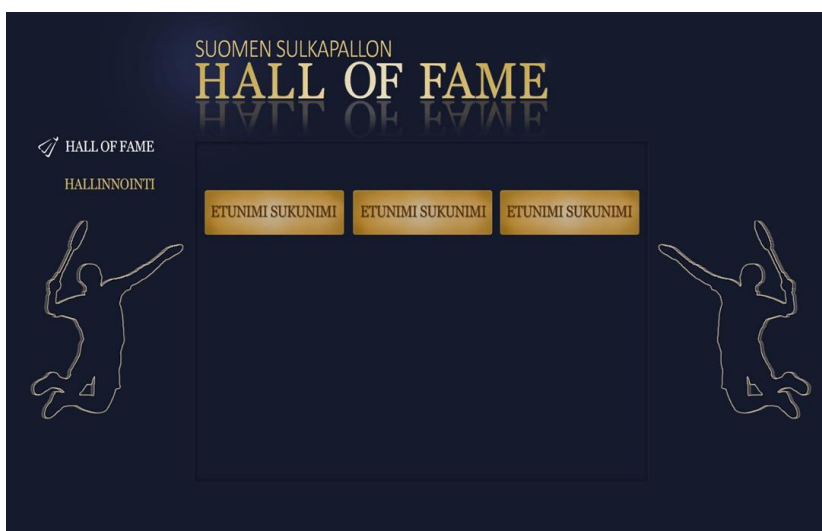 SUOMEN SULKAPALLON
HALL OF FAME
HALL OF FAME
HALLINNOINTI
ETUNIMI SUKUNIMI
ETUNIMI SUKUNIMI
ETUNIMI SUKUNIMI